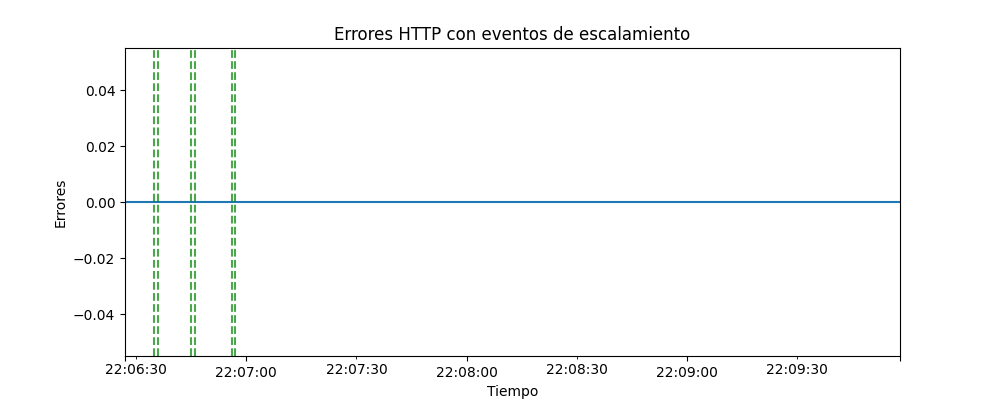 Errores HTTP con eventos de escalamiento
0.04
0.02
0.00
−0.02
−0.04
Errores
22:06:30 22:07:00 22:07:30 22:08:00 22:08:30 22:09:00 22:09:30
Tiempo